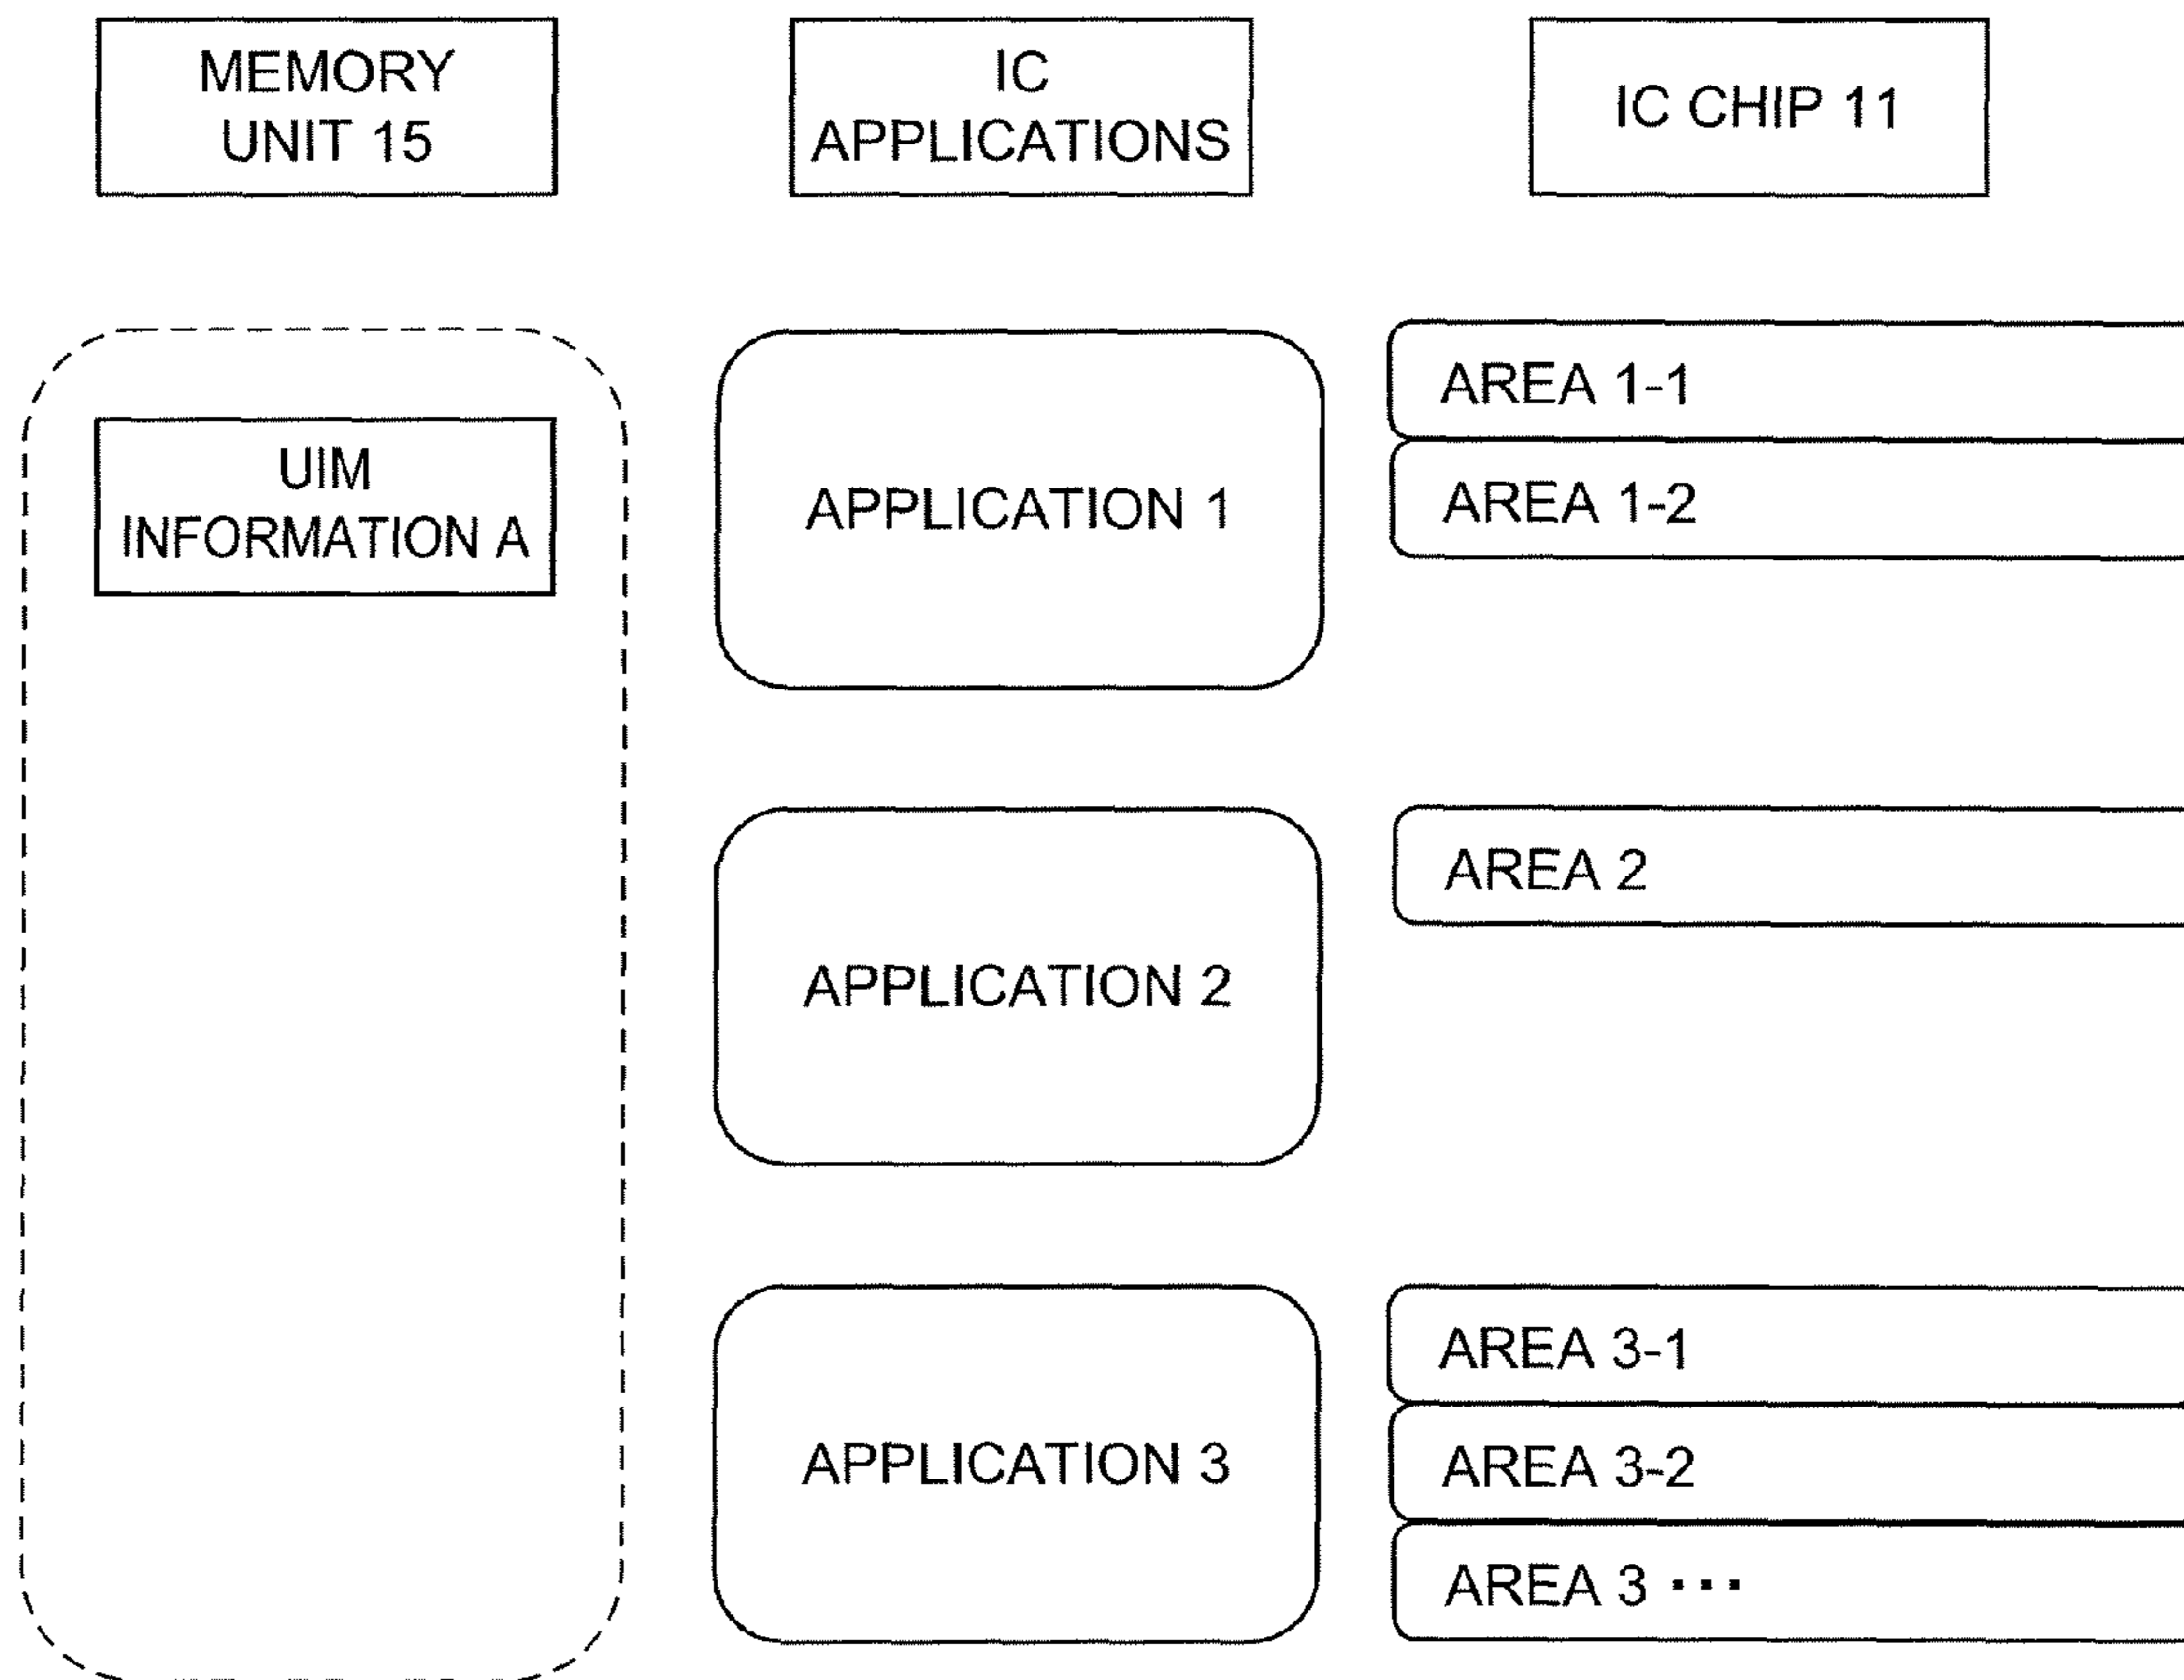 MEMORY
UNIT 15
IC
APPLICATIONS
IC CHIP 11
UIM
INFORMATION A
APPLICATION 1
AREA 1-1
AREA 1-2
APPLICATION 2
AREA 2
APPLICATION 3
AREA 3-1
AREA 3-2
AREA 3 ···